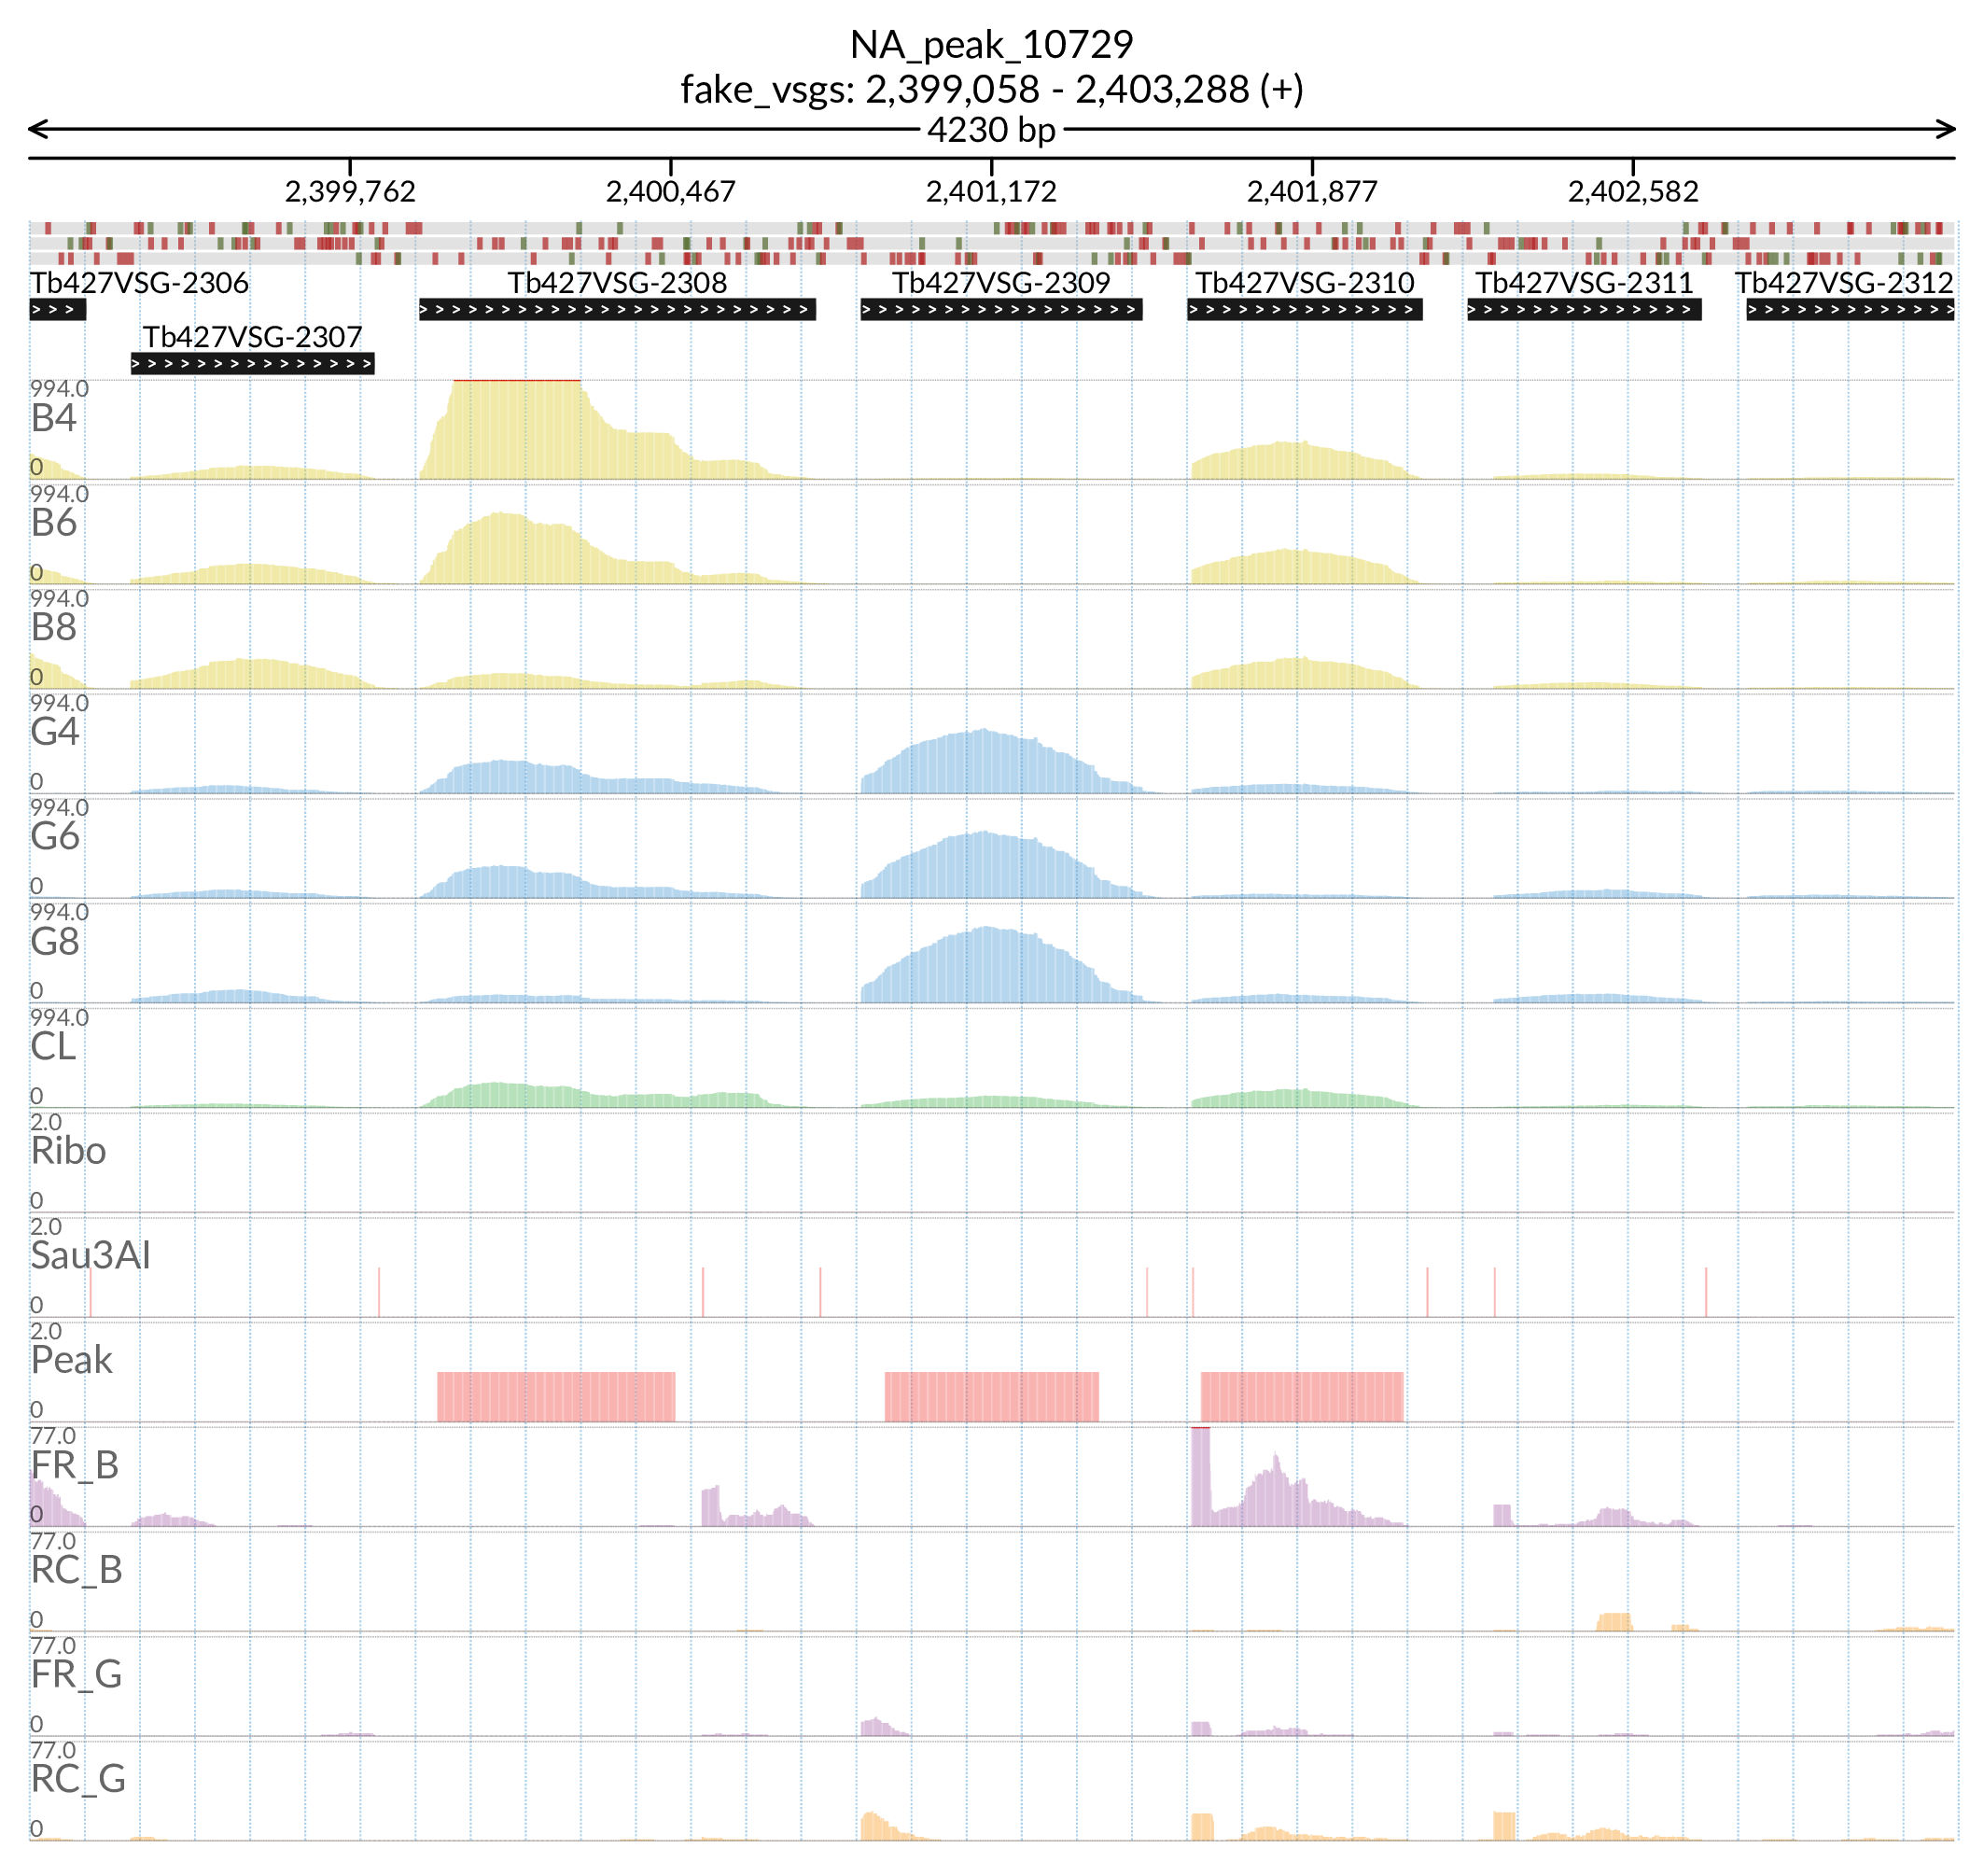 NA_peak_10729
fake_vsgs: 2,399,058 - 2,403,288 (+)
4230 bp
2,399,762 2,400,467 2,401,172 2,401,877 2,402,582
Tb427VSG-2306 Tb427VSG-2308 Tb427VSG-2309 Tb427VSG-2310 Tb427VSG-2311 Tb427VSG-2312
Tb427VSG-2307
994.0
B4
0
994.0
B6
0
994.0
B8
0
994.0
G4
0
994.0
G6
0
994.0
G8
0
994.0
CL
0
2.0
Ribo
0
2.0
Sau3AI
0
2.0
Peak
0
77.0
FR_B
0
77.0
RC_B
0
77.0
FR_G
0
77.0
RC_G
0